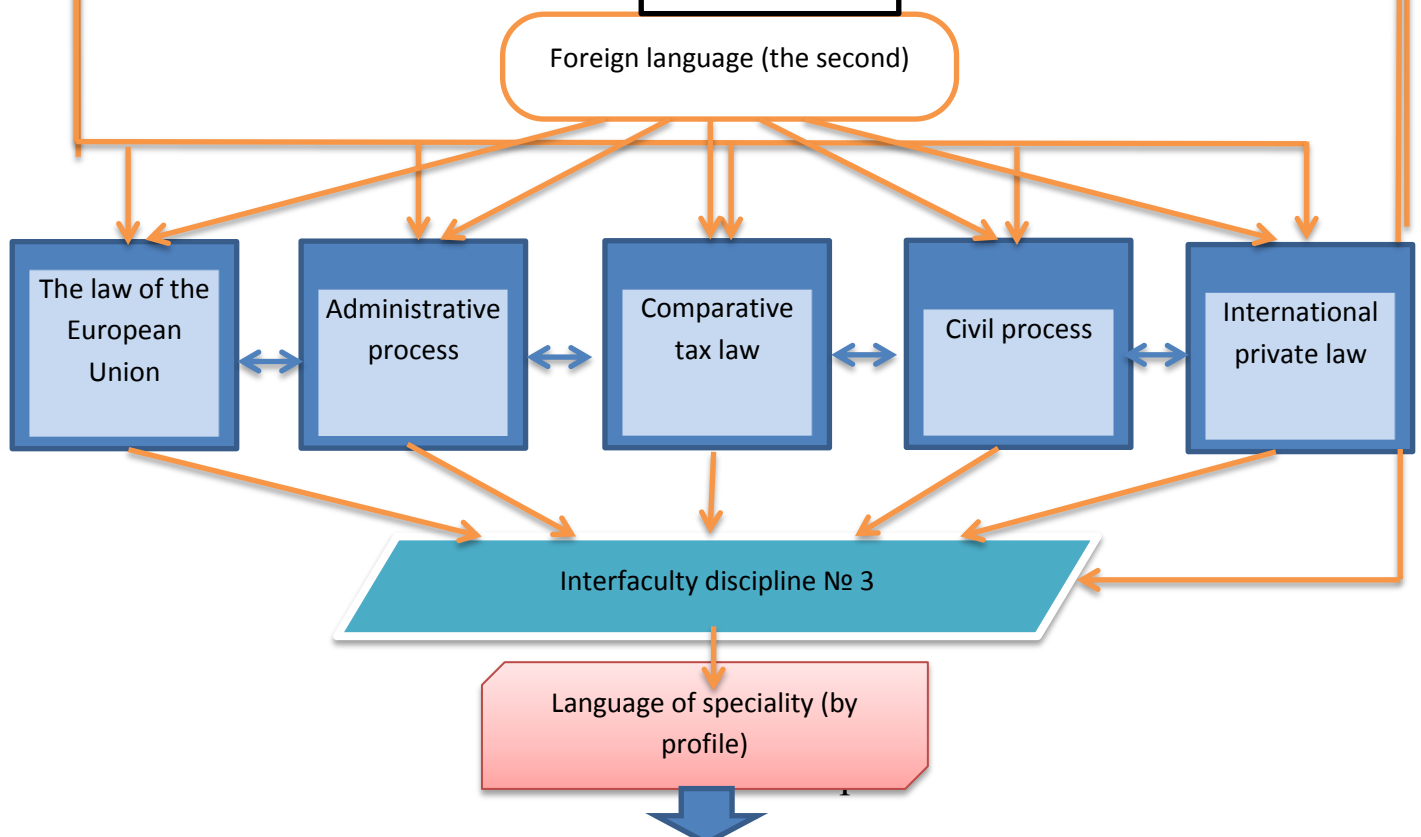 Foreign language (the second)
The law of the
European
Union
Administrative
process
Comparative
tax law
Civil process
International
private law
Interfaculty discipline № 3
Language of speciality (by
profile)